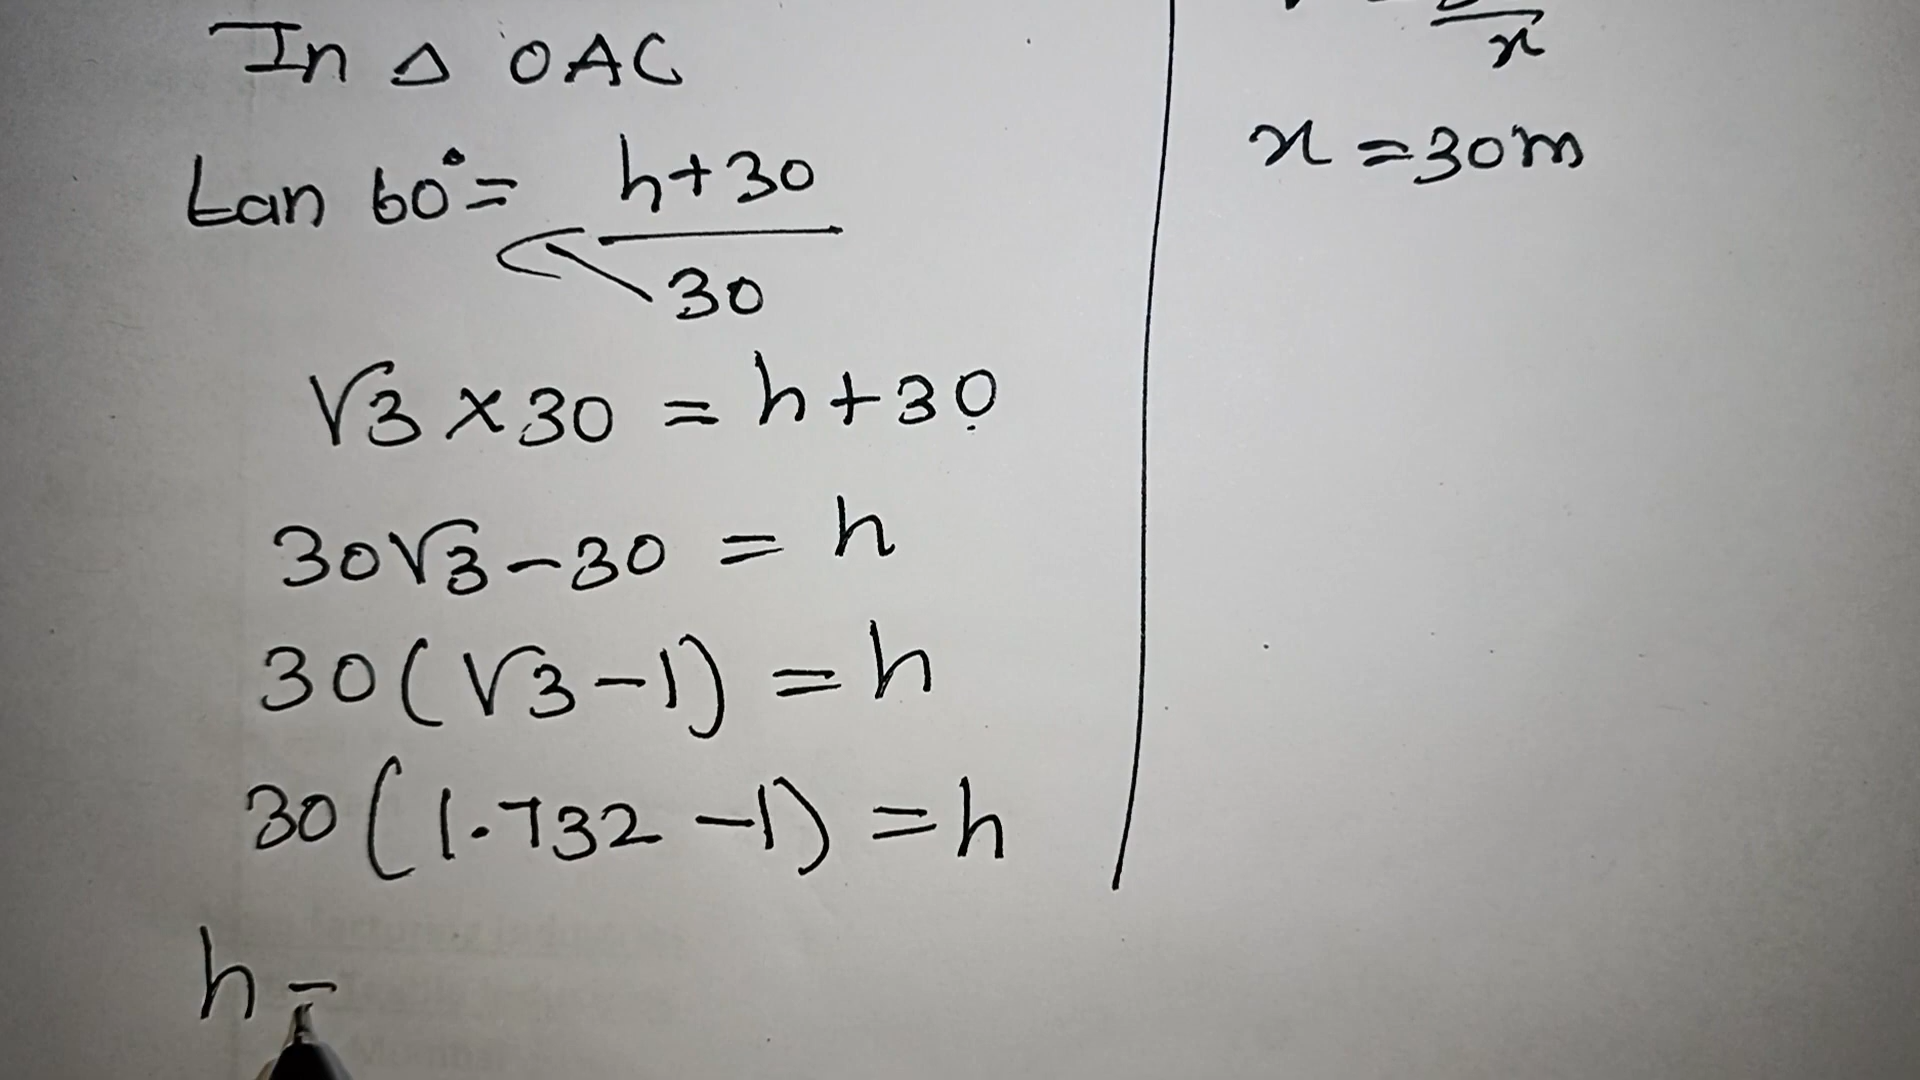 In △ OAC
tan 60° = h+30
30
√3 × 30 = h+30
30√3 - 30 = h
30(√3 - 1) = h
30(1.732 - 1) = h
h =
x
x = 30m